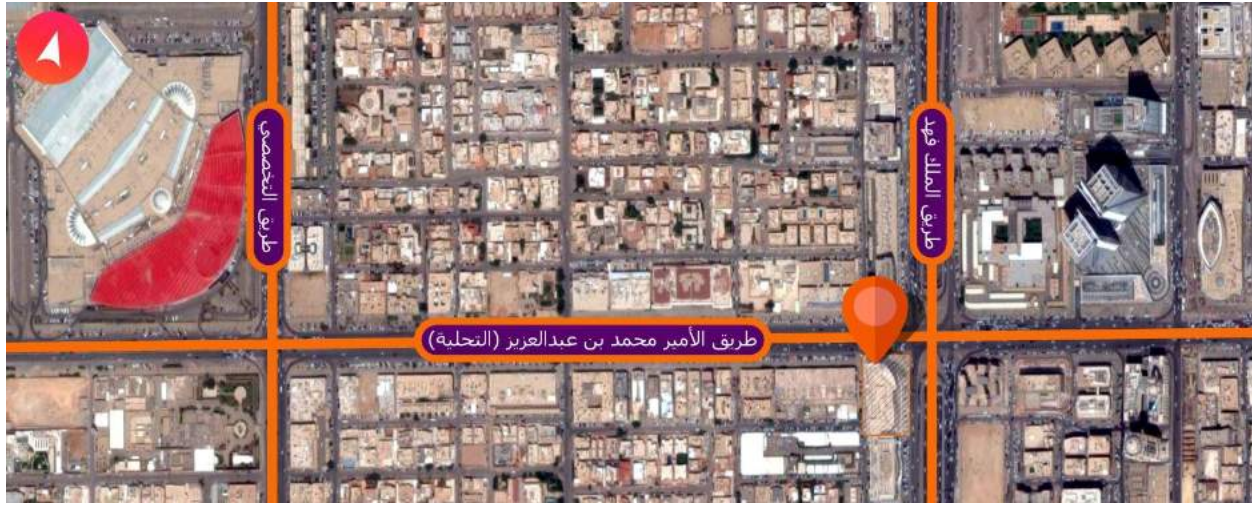 طريق الملك فهد
طريق التخصصي
طريق الأمير محمد بن عبدالعزيز (التحلية)